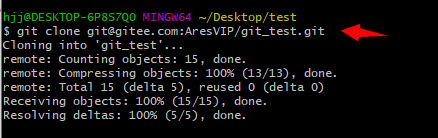 hjj@DESKTOP-6P8S7QO MINGW64 ~/Desktop/test
$ git clone git@gitee.com:AresVIP/git_test.git
Cloning into 'git_test'...
remote: Counting objects: 15, done.
remote: Compressing objects: 100% (13/13), done.
remote: Total 15 (delta 5), reused 0 (delta 0)
Receiving objects: 100% (15/15), done.
Resolving deltas: 100% (5/5), done.